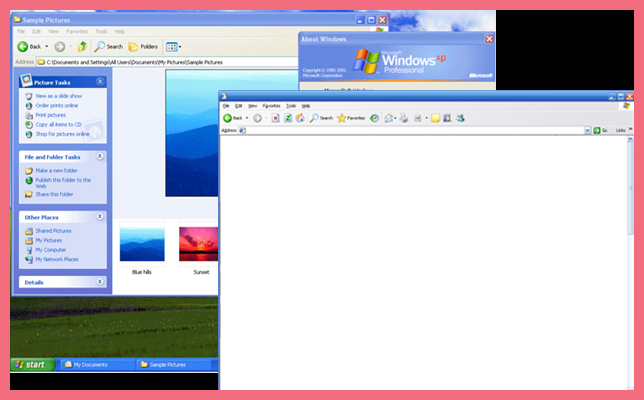 Sample Pictures
File Edit View Favorites Tools Help
Back Search Folders
Address C:\Documents and Settings\All Users\Documents\My Pictures\Sample Pictures
Picture Tasks
View as a slide show
Order prints online
Print pictures
Copy all items to CD
Shop for pictures online
File and Folder Tasks
Make a new folder
Publish this folder to the
Web
Share this folder
Other Places
Shared Pictures
My Pictures
My Computer
My Network Places
Details
Blue hills Sunset
About Windows
Microsoft
Windows xp
Professional
Copyright © 1985-2001
Microsoft Corporation
Microsoft
File Edit View Favorites Tools Help
Back Search Favorites
Address Go Links
start My Documents Sample Pictures